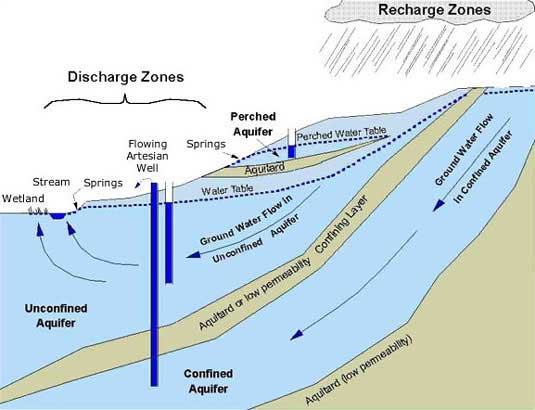 Recharge Zones
Discharge Zones
Perched
Aquifer
Springs
Perched Water Table
Flowing
Artesian
Well
Aquitard
Stream
Springs
Wetland
Water Table
Ground Water Flow
In Confined Aquifer
Ground Water Flow In
Unconfined Aquifer
Aquitard or low permeability Confining Layer
Unconfined
Aquifer
Confined
Aquifer
Aquitard (low permeability)